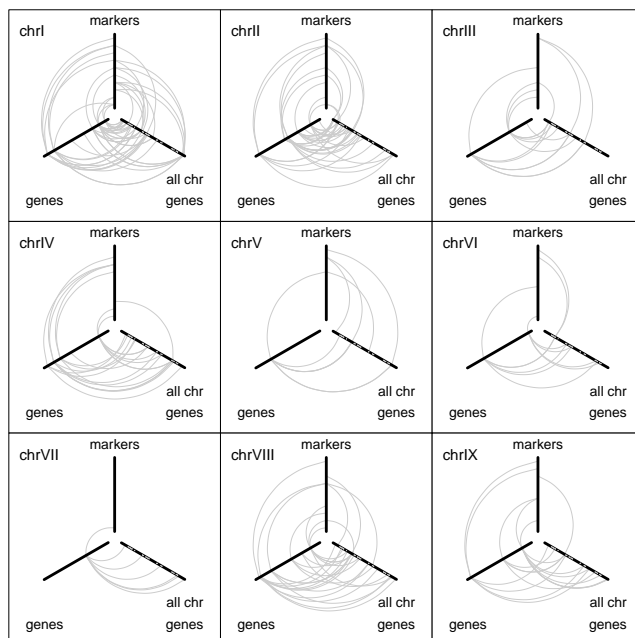 chrI
markers
genes
all chr
genes
chrII
markers
genes
all chr
genes
chrIII
markers
genes
all chr
genes
chrIV
markers
genes
all chr
genes
chrV
markers
genes
all chr
genes
chrVI
markers
genes
all chr
genes
chrVII
markers
genes
all chr
genes
chrVIII
markers
genes
all chr
genes
chrIX
markers
genes
all chr
genes